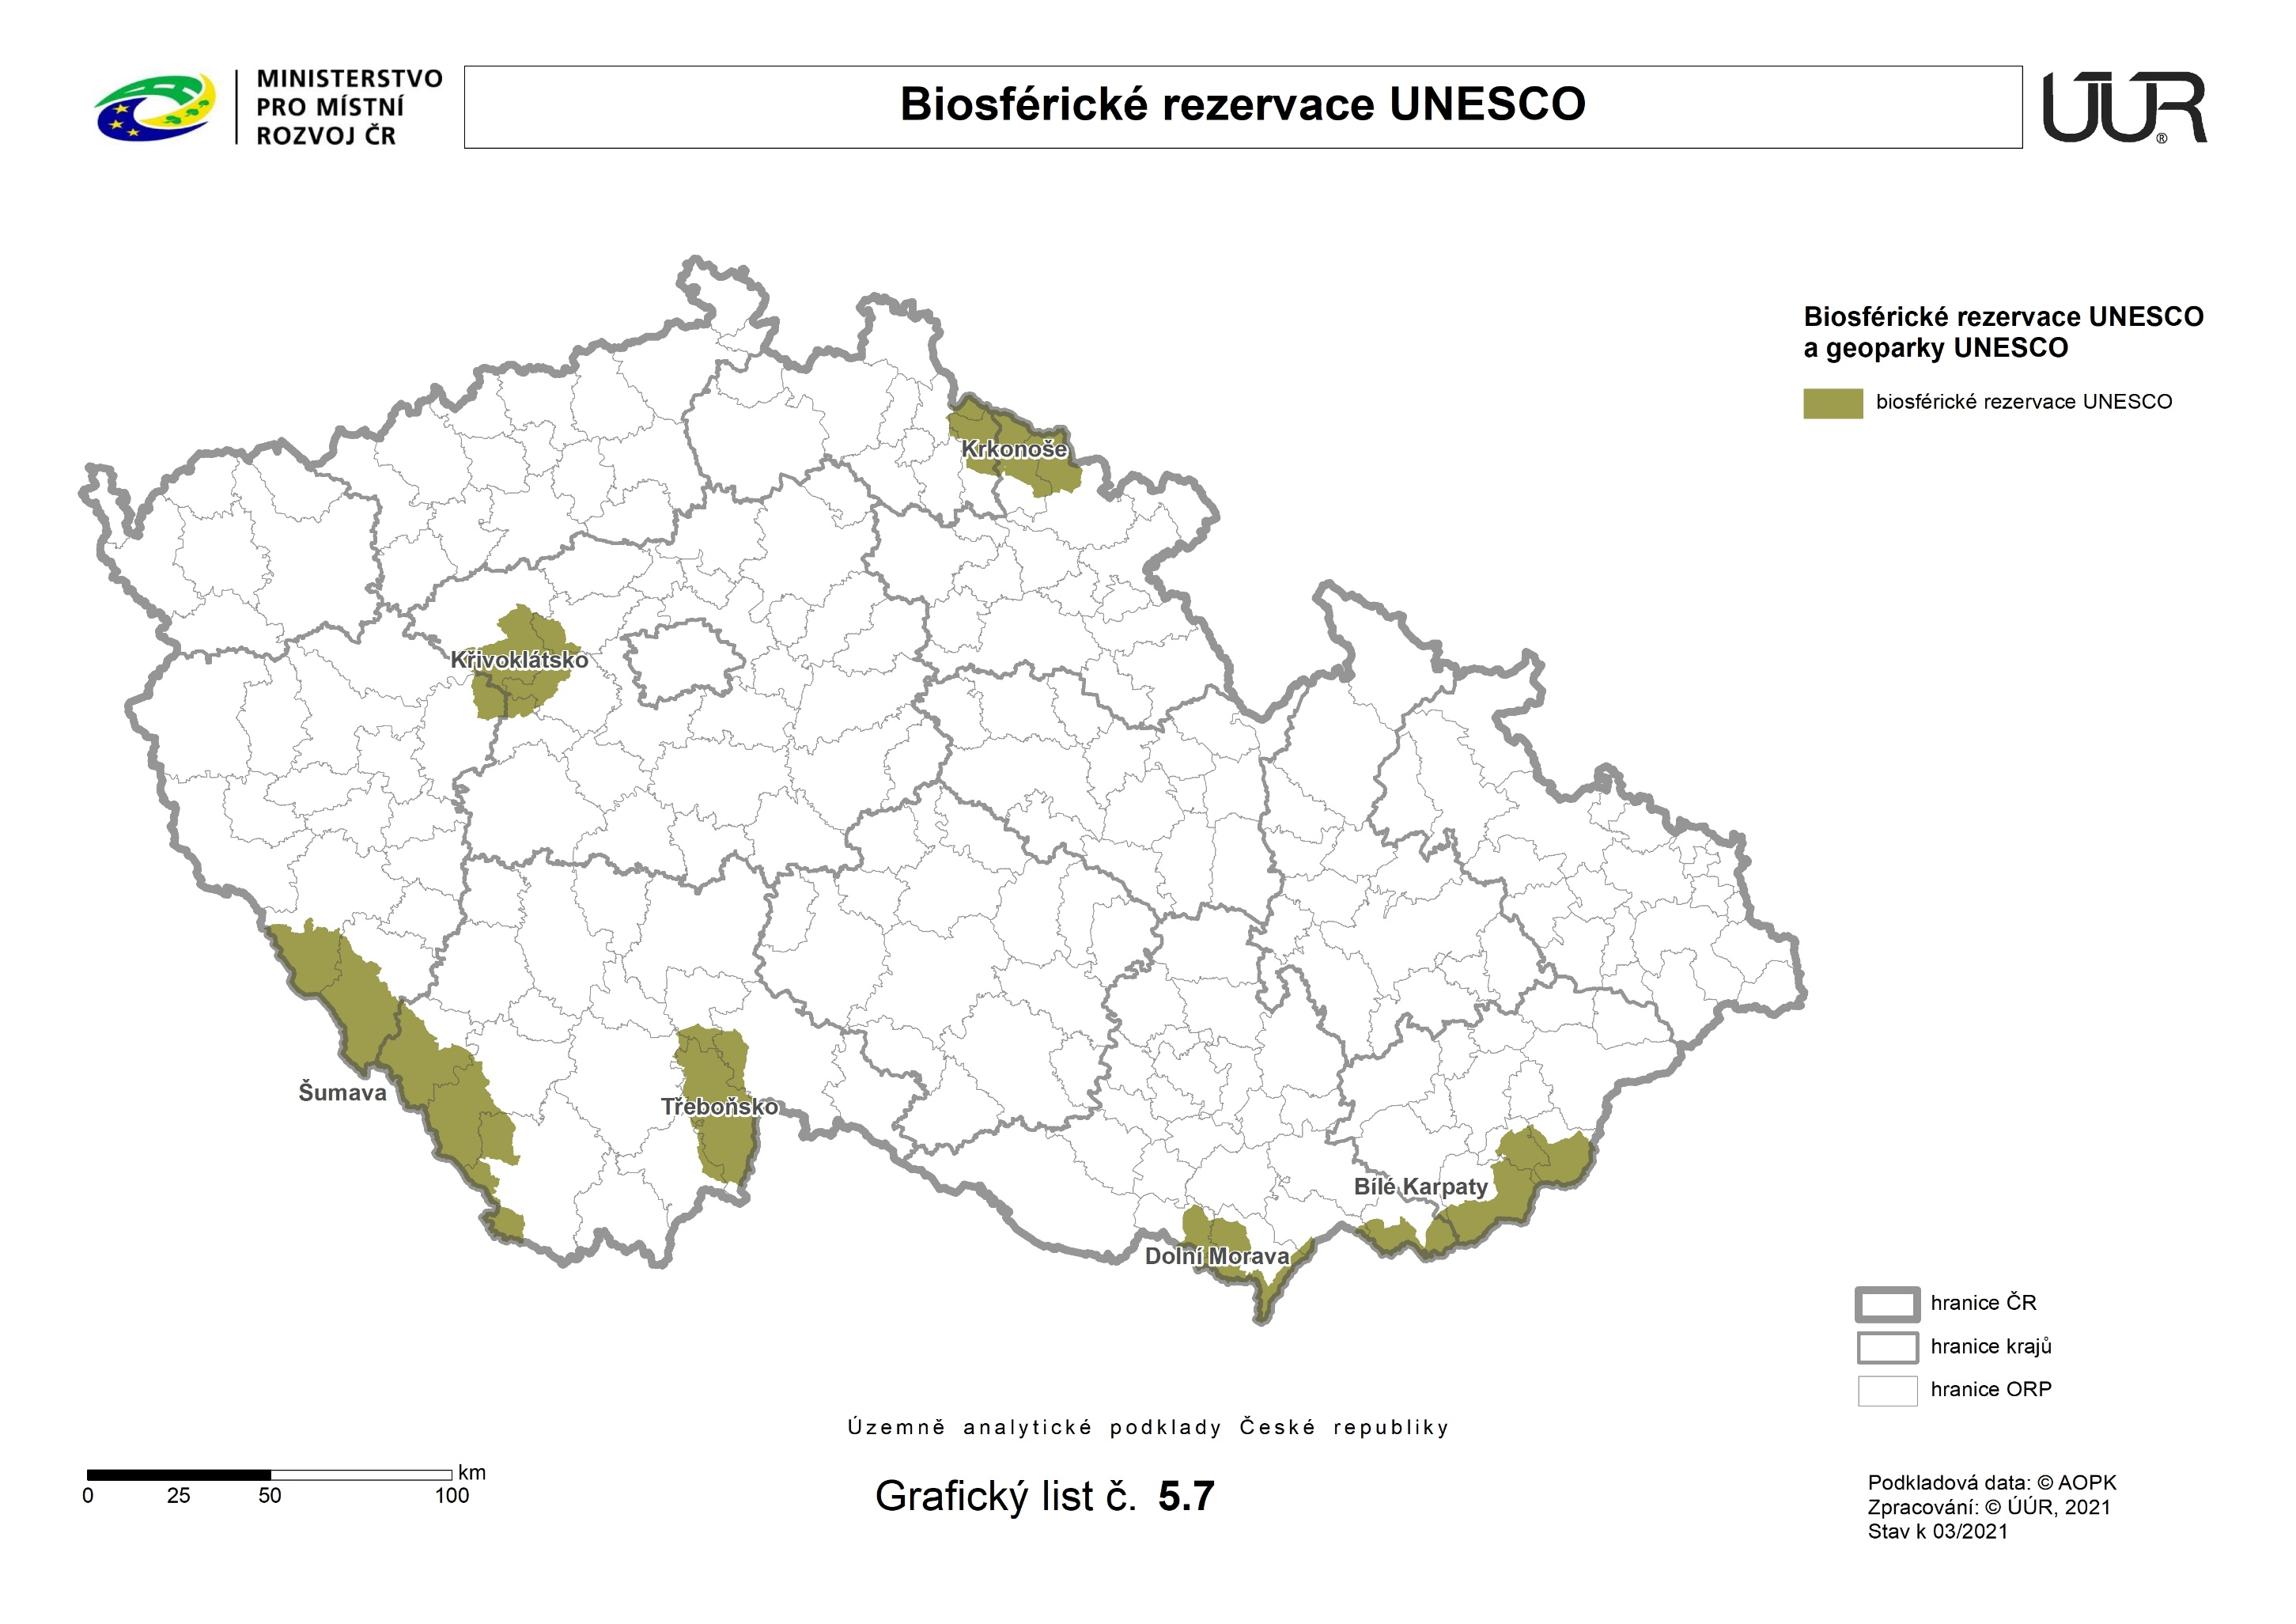 MINISTERSTVO
PRO MÍSTNÍ
ROZVOJ ČR
Biosférické rezervace UNESCO
ÚÚR®
Biosférické rezervace UNESCO
a geoparky UNESCO
biosférické rezervace UNESCO
Krkonoše
Křivoklátsko
Šumava
Třeboňsko
Bílé Karpaty
Dolní Morava
hranice ČR
hranice krajů
hranice ORP
Územně analytické podklady České republiky
km
0 25 50 100
Grafický list č. 5.7
Podkladová data: © AOPK
Zpracování: © ÚÚR, 2021
Stav k 03/2021